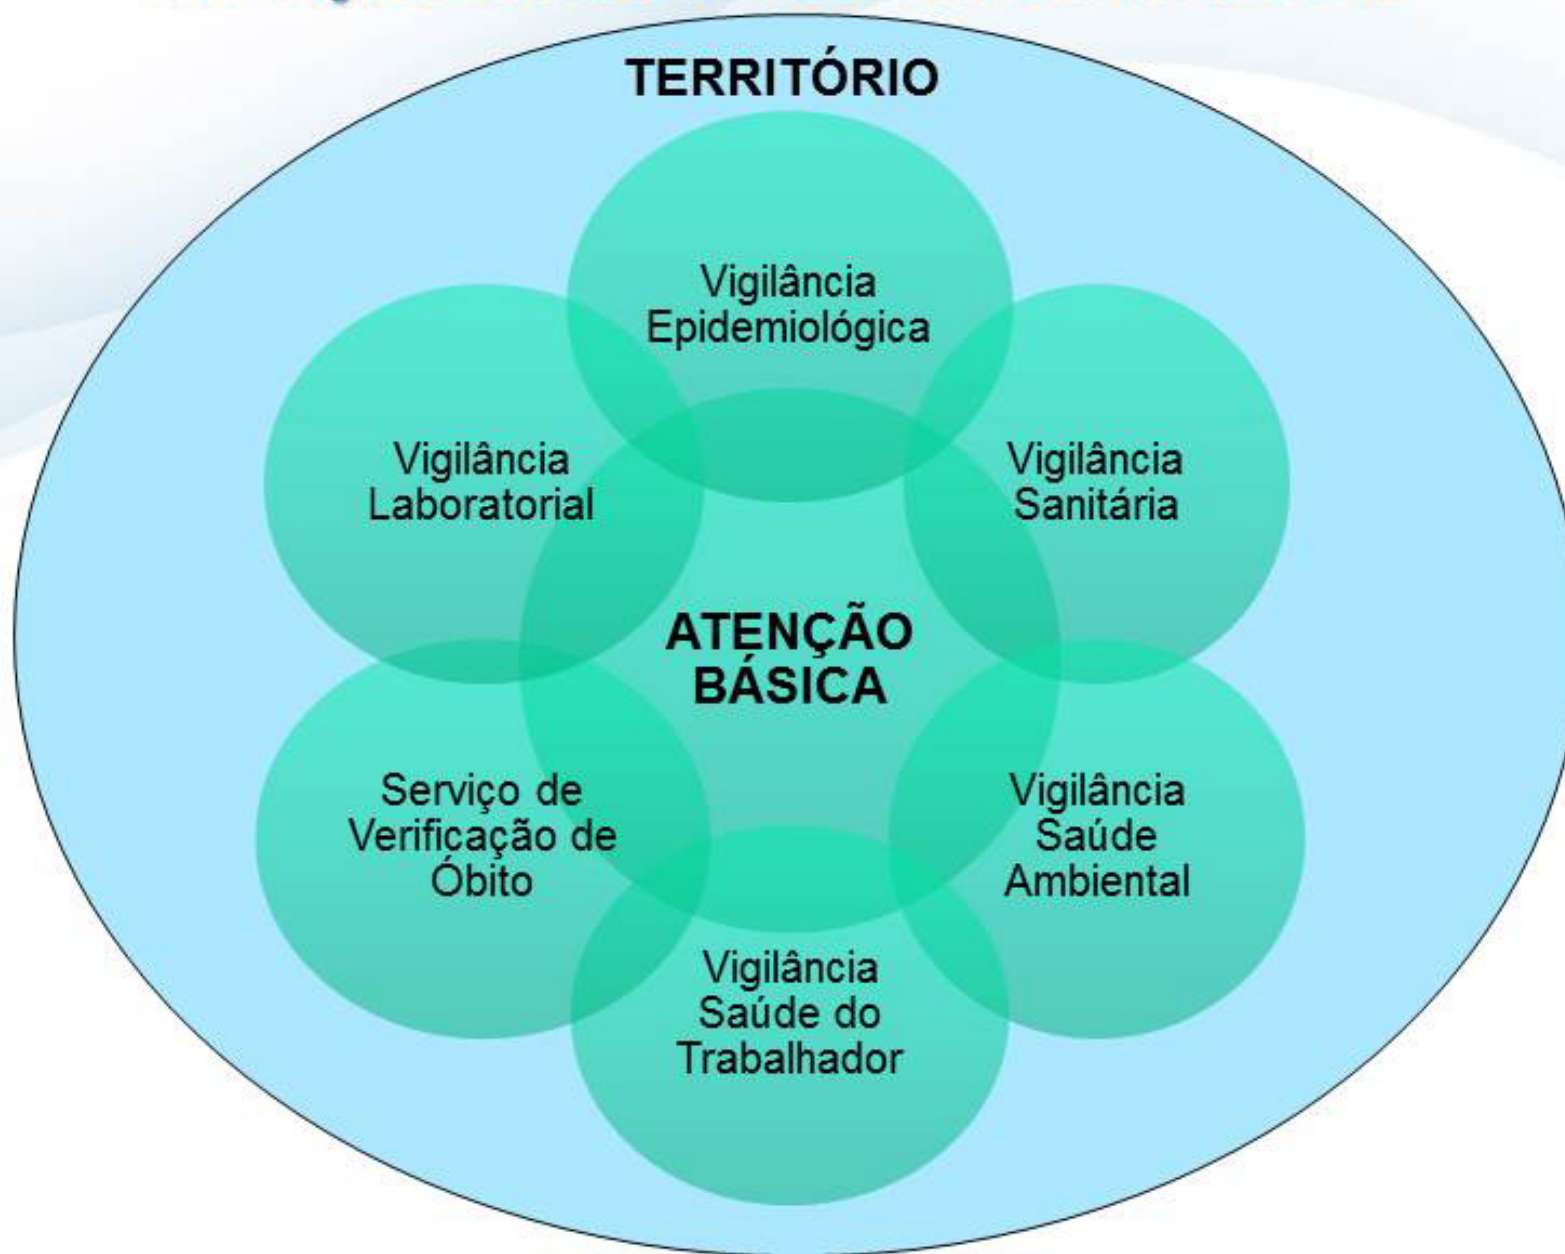 TERRITÓRIO
Vigilância
Epidemiológica
Vigilância
Laboratorial
Vigilância
Sanitária
ATENÇÃO
BÁSICA
Serviço de
Verificação de
Óbito
Vigilância
Saúde
Ambiental
Vigilância
Saúde do
Trabalhador